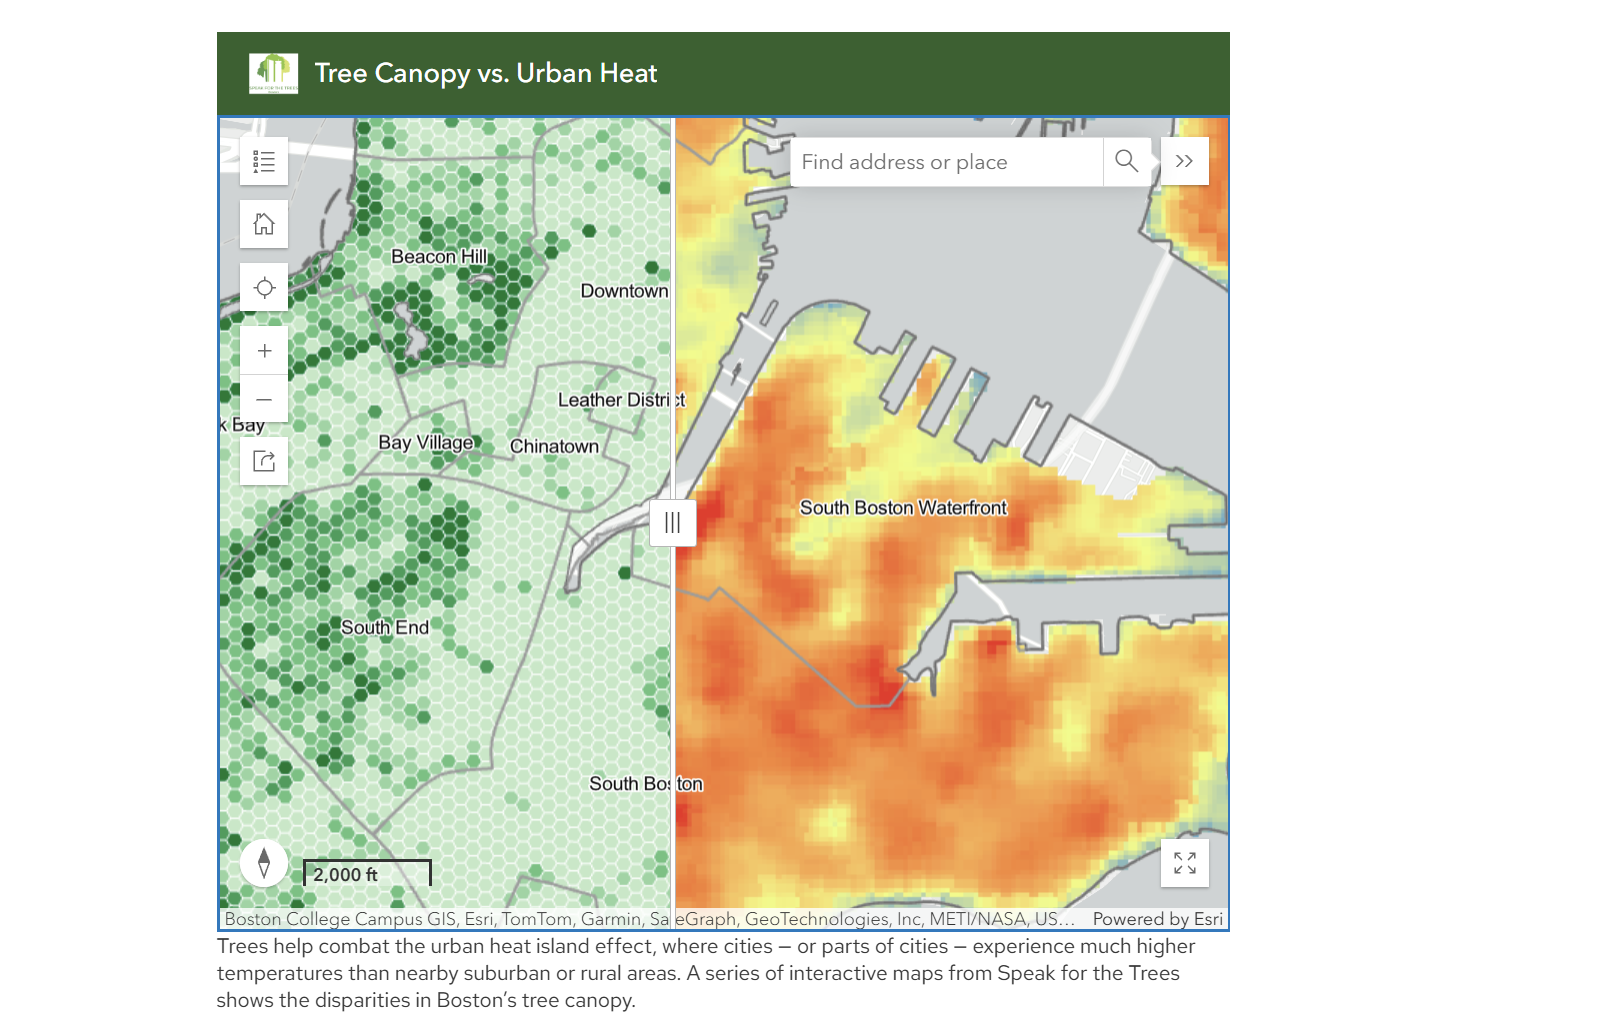 Tree Canopy vs. Urban Heat
Find address or place
Beacon Hill
Downtown
Leather District
k Bay
Bay Village
Chinatown
South Boston Waterfront
South End
South Boston
2,000 ft
Boston College Campus GIS, Esri, TomTom, Garmin, SafeGraph, GeoTechnologies, Inc, METI/NASA, US... Powered by Esri
Trees help combat the urban heat island effect, where cities — or parts of cities — experience much higher
temperatures than nearby suburban or rural areas. A series of interactive maps from Speak for the Trees
shows the disparities in Boston’s tree canopy.